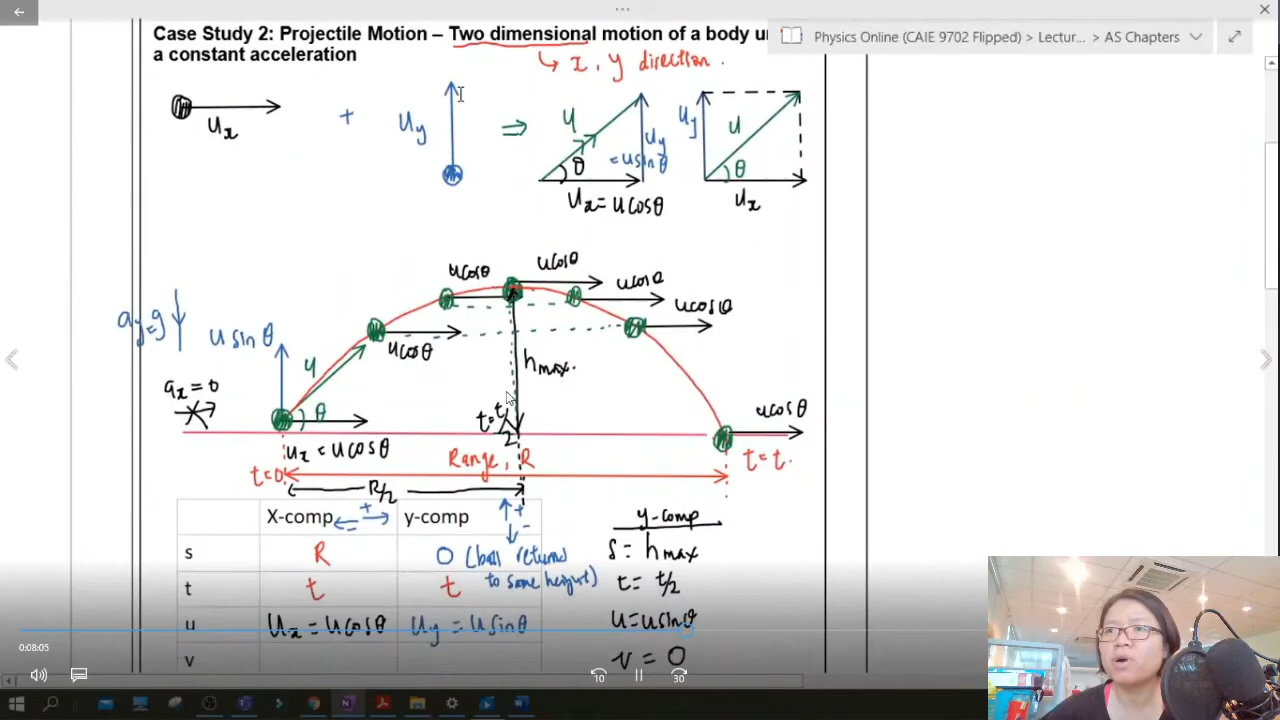 Case Study 2: Projectile Motion – Two dimensional motion of a body
a constant acceleration
Physics Online (CAIE 9702 Flipped) > Lectur... > AS Chapters
↳ x, y direction.
Ux
+
Uy
⇒
U
θ
Uy
= usinθ
Ux = ucosθ
U
θ
Ux
ucosθ
ucosθ
ucosθ
ucosθ
ay=g
usinθ
U
ucosθ
hmax.
ax = 0
θ
t=t/2
ucosθ
Ux = ucosθ
Range, R
t=0
t=t.
R/2
X-comp
+
-
y-comp
+
-
y-comp
s
R
0 (ball returns
to same height)
s = hmax
t
t
t
t = t/2
u
Ux = ucosθ
Uy = usinθ
u=usinθ
v
v = 0
0:08:05
10
30